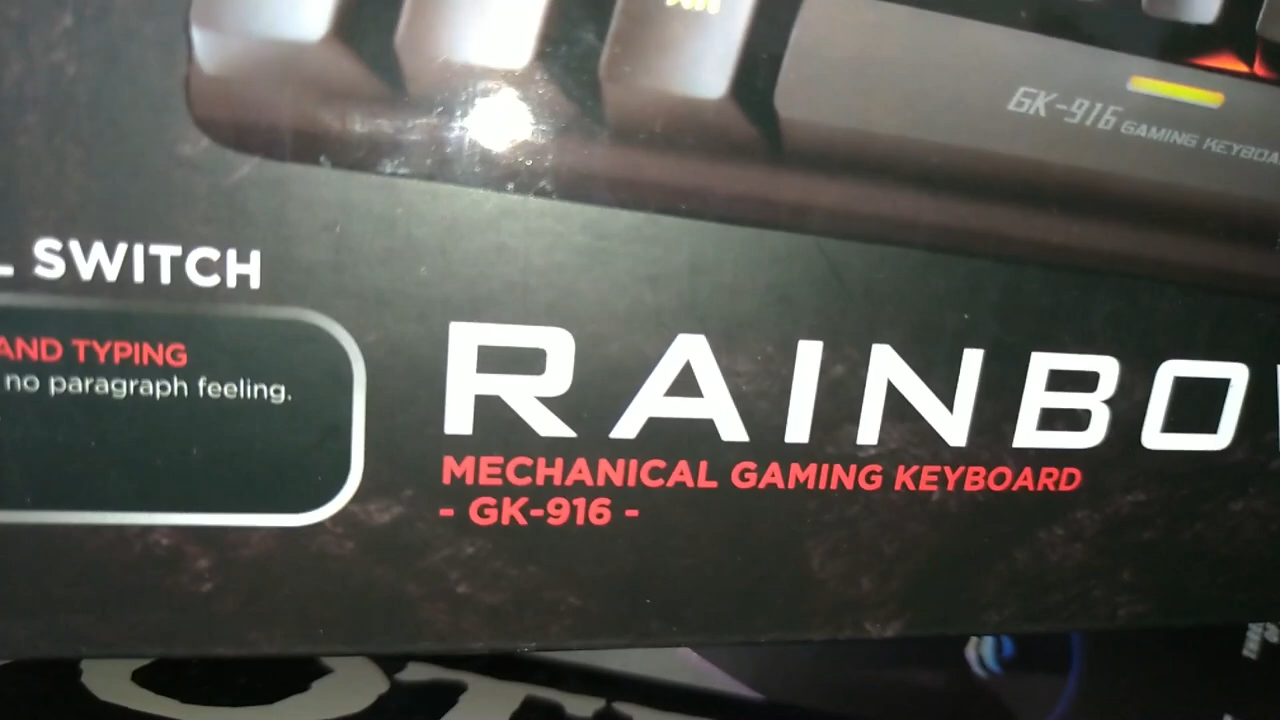 GK-916 GAMING KEYBOA
SWITCH
AND TYPING
no paragraph feeling.
RAINBO
MECHANICAL GAMING KEYBOARD
- GK-916 -